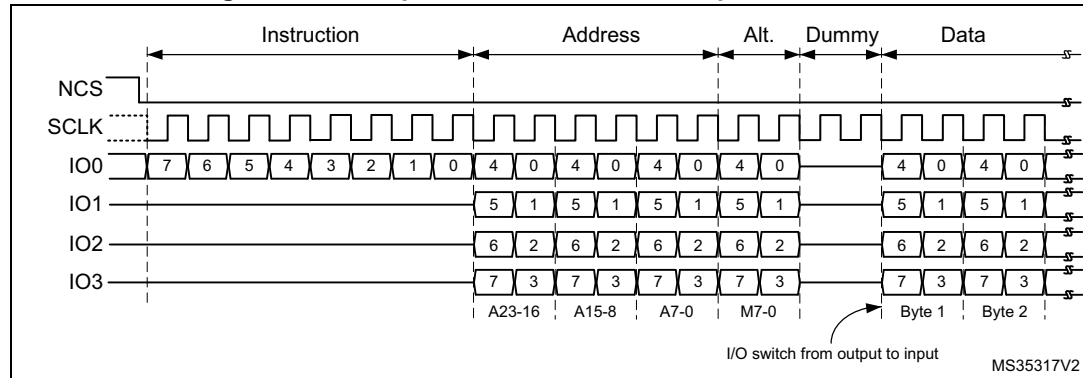 Instruction Address Alt. Dummy Data
NCS
SCLK
IO0 7 6 5 4 3 2 1 0 4 0 4 0 4 0 4 0 4 0 4 0
IO1 5 1 5 1 5 1 5 1 5 1 5 1
IO2 6 2 6 2 6 2 6 2 6 2 6 2
IO3 7 3 7 3 7 3 7 3 7 3 7 3
A23-16 A15-8 A7-0 M7-0 Byte 1 Byte 2
I/O switch from output to input
MS35317V2